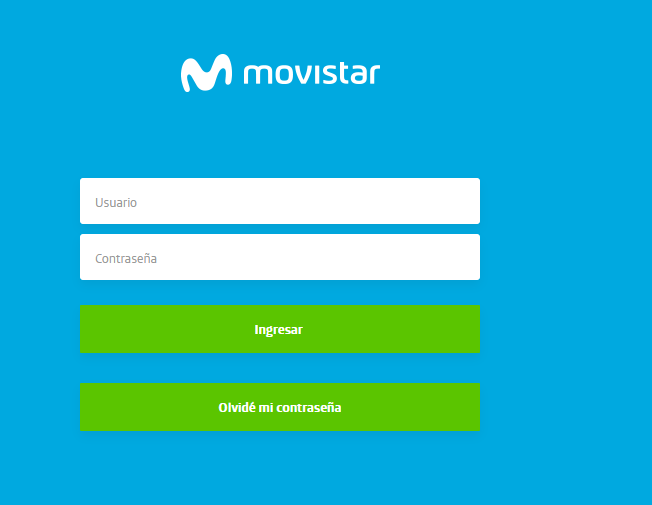 movistar
Usuario
Contraseña
Ingresar
Olvidé mi contraseña